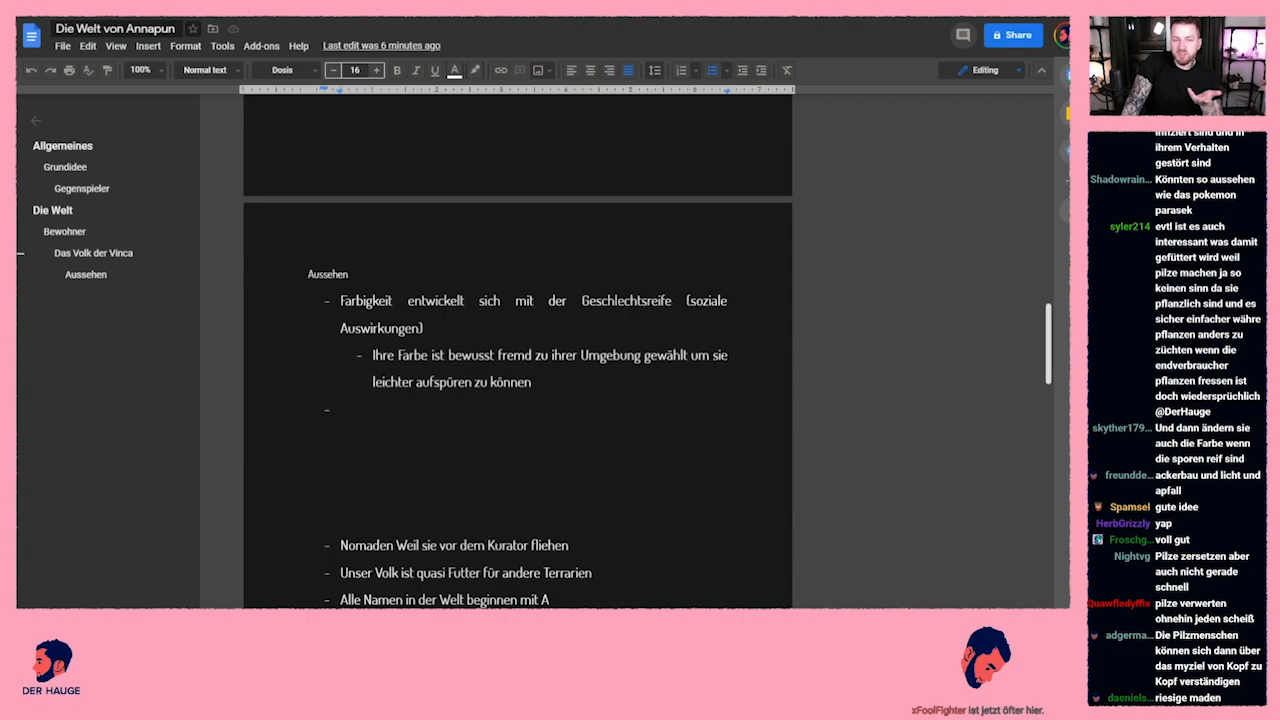 Die Welt von Annapun
File Edit View Insert Format Tools Add-ons Help Last edit was 6 minutes ago
Share
100% Normal text Dosis 16 B I U A Editing
1 2 3 4 5 6 7
Allgemeines
Grundidee
Gegenspieler
Die Welt
Bewohner
Das Volk der Vinca
Aussehen
Aussehen
- Farbigkeit entwickelt sich mit der Geschlechtsreife (soziale
Auswirkungen)
- Ihre Farbe ist bewusst fremd zu ihrer Umgebung gewählt um sie
leichter aufspüren zu können
-
- Nomaden Weil sie vor dem Kurator fliehen
- Unser Volk ist quasi Futter für andere Terrarien
- Alle Namen in der Welt beginnen mit A
infiziert sind und in
ihrem Verhalten
gestört sind
Shadowrain... Könnten so aussehen
wie das pokemon
parasek
syler214 evtl ist es auch
interessant was damit
gefüttert wird weil
pilze machen ja so
keinen sinn da sie
pflanzlich sind und es
sicher einfacher währe
pflanzen anders zu
züchten wenn die
endverbraucher
pflanzen fressen ist
doch wiedersprüchlich
@DerHauge
skyther179... Und dann ändern sie
auch die Farbe wenn
die sporen reif sind
freundde... ackerbau und licht und
apfall
Spamsel gute idee
HerbGrizzly yap
Froschg... voll gut
Nightvg Pilze zersetzen aber
auch nicht gerade
schnell
Quawfledyffix pilze verwerten
ohnehin jeden scheiß
adgerma... Die Pilzmenschen
können sich dann über
das myziel von Kopf zu
Kopf verständigen
daeniels... riesige maden
DER HAUGE
xFoolFighter ist jetzt öfter hier.